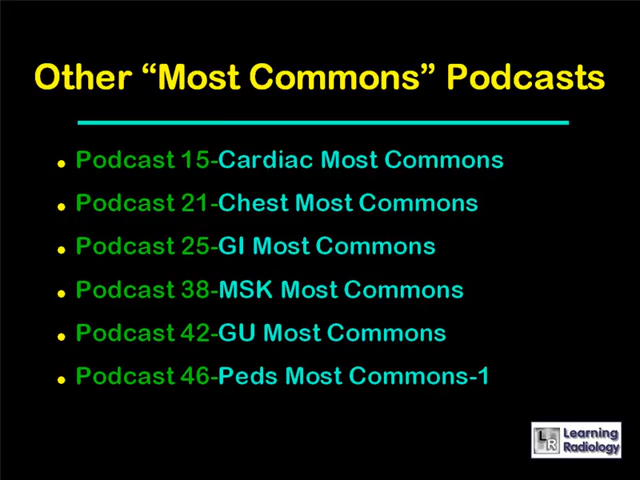 Other “Most Commons” Podcasts
Podcast 15-Cardiac Most Commons
Podcast 21-Chest Most Commons
Podcast 25-GI Most Commons
Podcast 38-MSK Most Commons
Podcast 42-GU Most Commons
Podcast 46-Peds Most Commons-1
LR Learning
Radiology